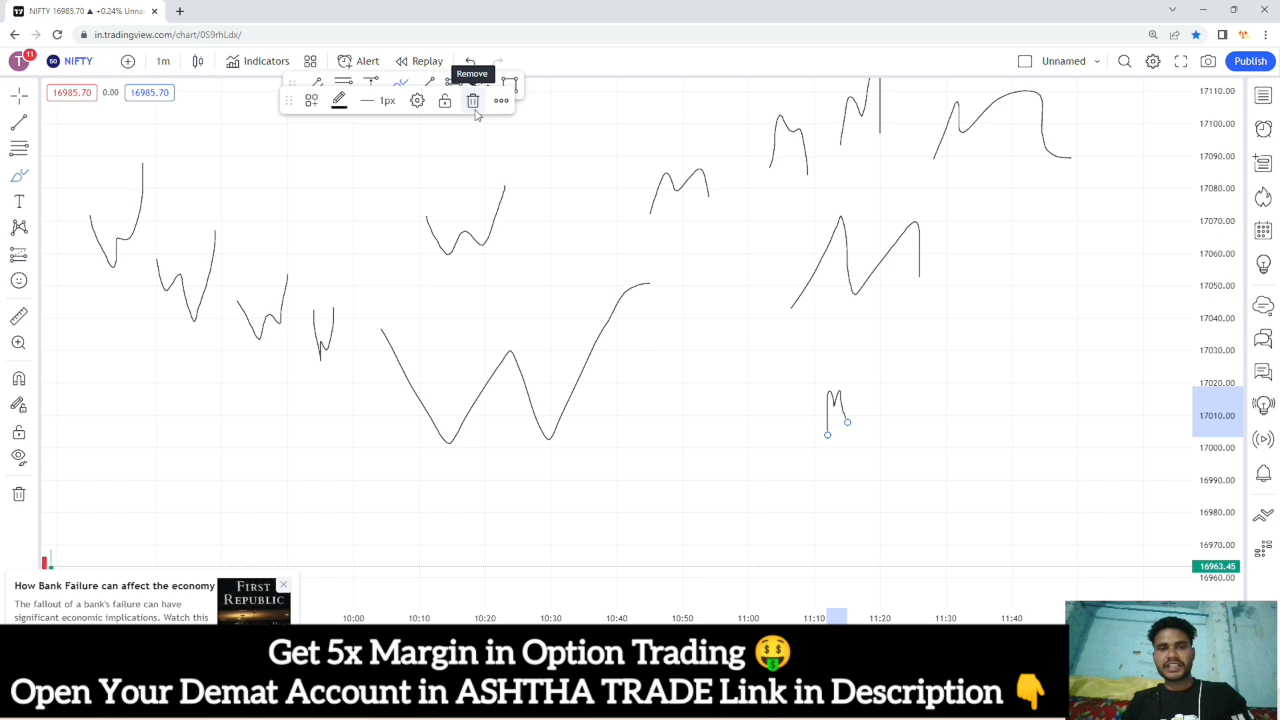 NIFTY 16985.70 ▲ +0.24% Unna
in.tradingview.com/chart/0S9rhLdx/
T 11 50 NIFTY 1m Indicators Alert Replay Unnamed Publish
Remove
16985.70 0.00 16985.70
1px
17110.00
17100.00
17090.00
17080.00
17070.00
17060.00
17050.00
17040.00
17030.00
17020.00
17010.00
17000.00
16990.00
16980.00
16970.00
16963.45
16960.00
How Bank Failure can affect the economy
The fallout of a bank's failure can have
significant economic implications. Watch this
FIRST
REPUBLIC
10:00 10:10 10:20 10:30 10:40 10:50 11:00 11:10 11:20 11:30 11:40
Get 5x Margin in Option Trading 🤑
Open Your Demat Account in ASHTHA TRADE Link in Description 👇